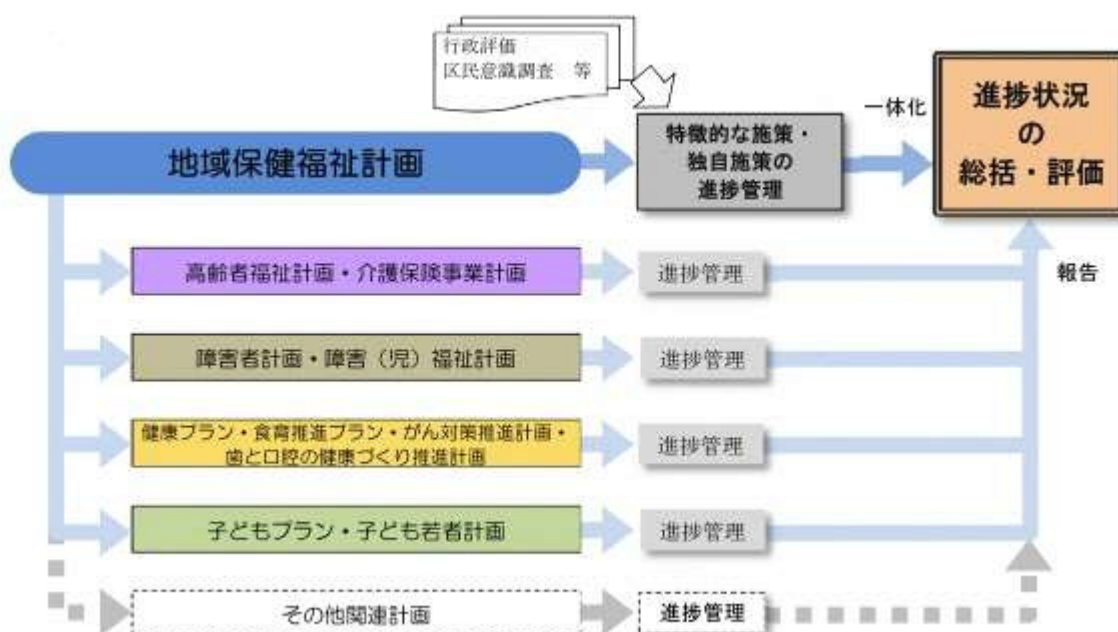 行政評価
区民意識調査　等
地域保健福祉計画
特徴的な施策・
独自施策の
進捗管理
一体化
進捗状況
の
総括・評価
高齢者福祉計画・介護保険事業計画
進捗管理
報告
障害者計画・障害（児）福祉計画
進捗管理
健康プラン・食育推進プラン・がん対策推進計画・
歯と口腔の健康づくり推進計画
進捗管理
子どもプラン・子ども若者計画
進捗管理
その他関連計画
進捗管理